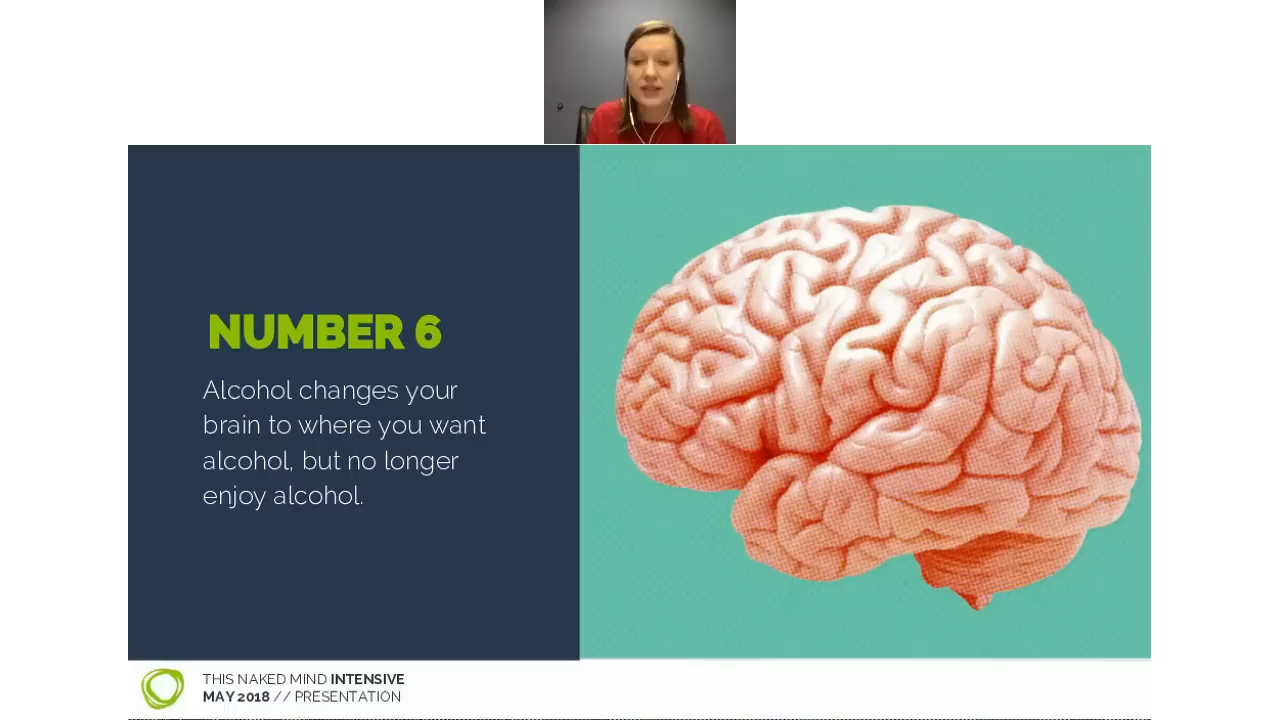 NUMBER 6
Alcohol changes your
brain to where you want
alcohol, but no longer
enjoy alcohol.
THIS NAKED MIND INTENSIVE
MAY 2018 // PRESENTATION